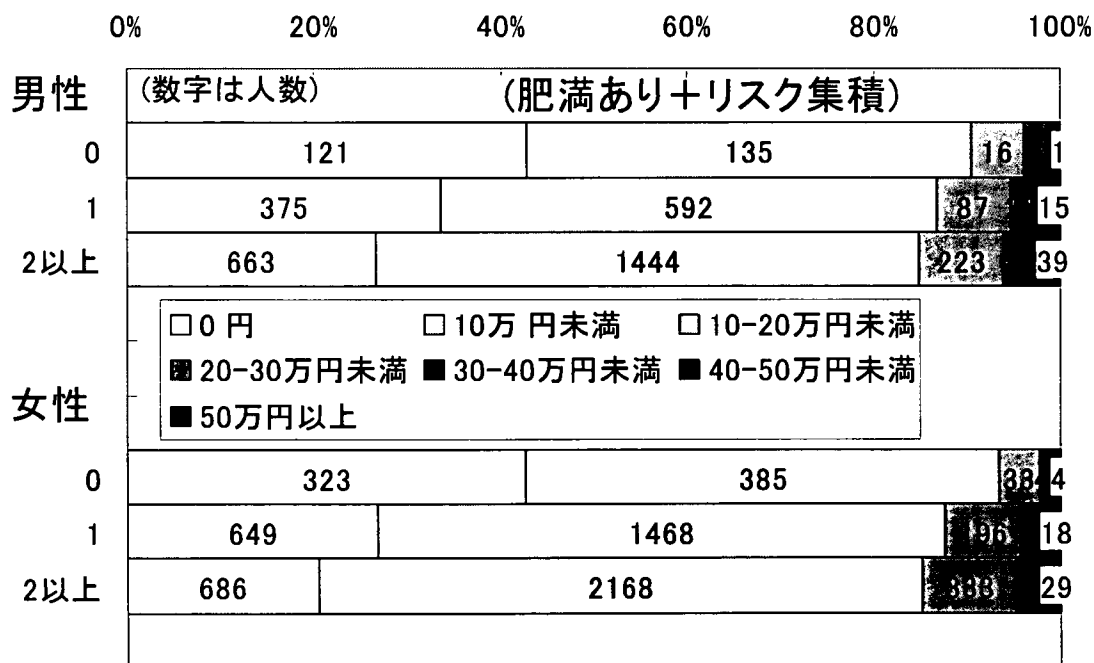 0% 20% 40% 60% 80% 100%
男性 (数字は人数) (肥満あり+リスク集積)
0 121 135 16 1
1 375 592 87 15
2以上 663 1444 223 39
□0 円 □10万 円未満 □10-20万円未満
20-30万円未満 ■30-40万円未満 ■40-50万円未満
女性
■50万円以上
0 323 385 4
1 649 1468 18
2以上 686 2168 29